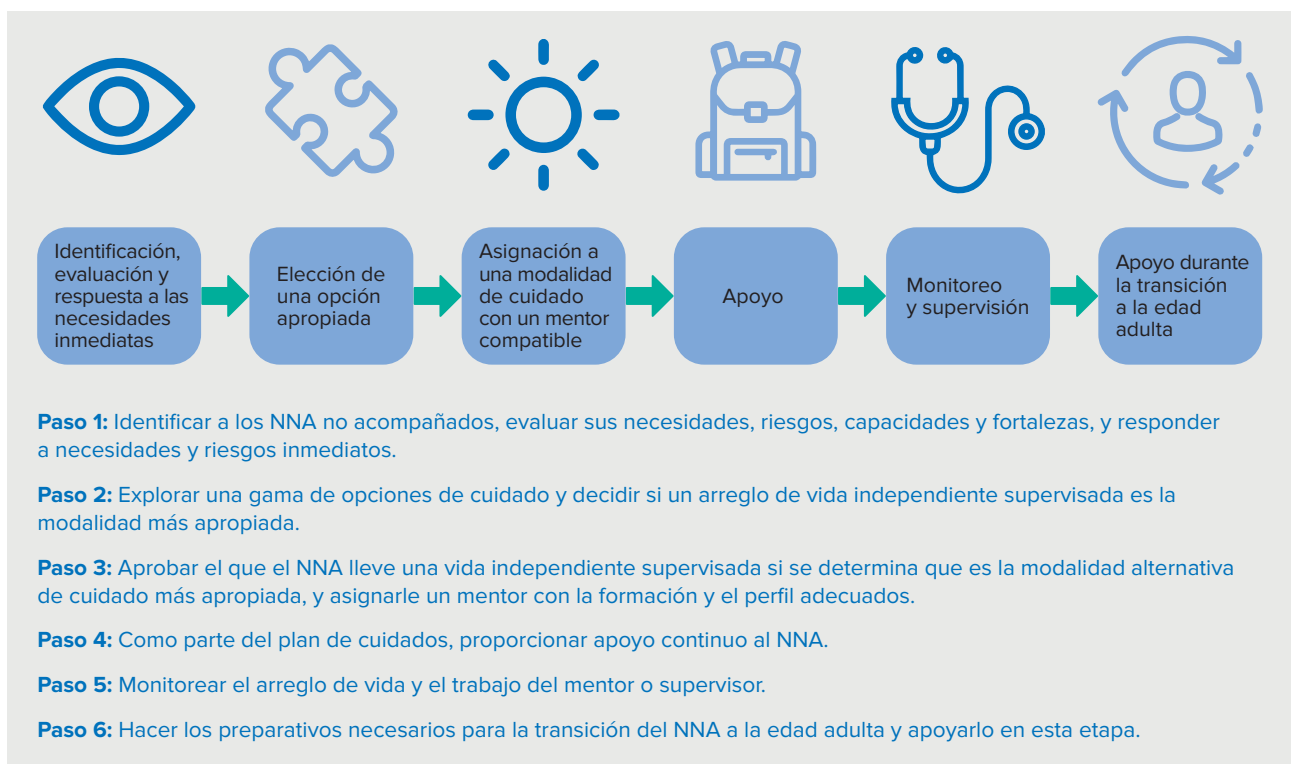 Identificación,
evaluación y
respuesta a las
necesidades
inmediatas
Elección de
una opción
apropiada
Asignación a
una modalidad
de cuidado
con un mentor
compatible
Apoyo
Monitoreo
y supervisión
Apoyo durante
la transición
a la edad
adulta
Paso 1: Identificar a los NNA no acompañados, evaluar sus necesidades, riesgos, capacidades y fortalezas, y responder
a necesidades y riesgos inmediatos.
Paso 2: Explorar una gama de opciones de cuidado y decidir si un arreglo de vida independiente supervisada es la
modalidad más apropiada.
Paso 3: Aprobar el que el NNA lleve una vida independiente supervisada si se determina que es la modalidad alternativa
de cuidado más apropiada, y asignarle un mentor con la formación y el perfil adecuados.
Paso 4: Como parte del plan de cuidados, proporcionar apoyo continuo al NNA.
Paso 5: Monitorear el arreglo de vida y el trabajo del mentor o supervisor.
Paso 6: Hacer los preparativos necesarios para la transición del NNA a la edad adulta y apoyarlo en esta etapa.